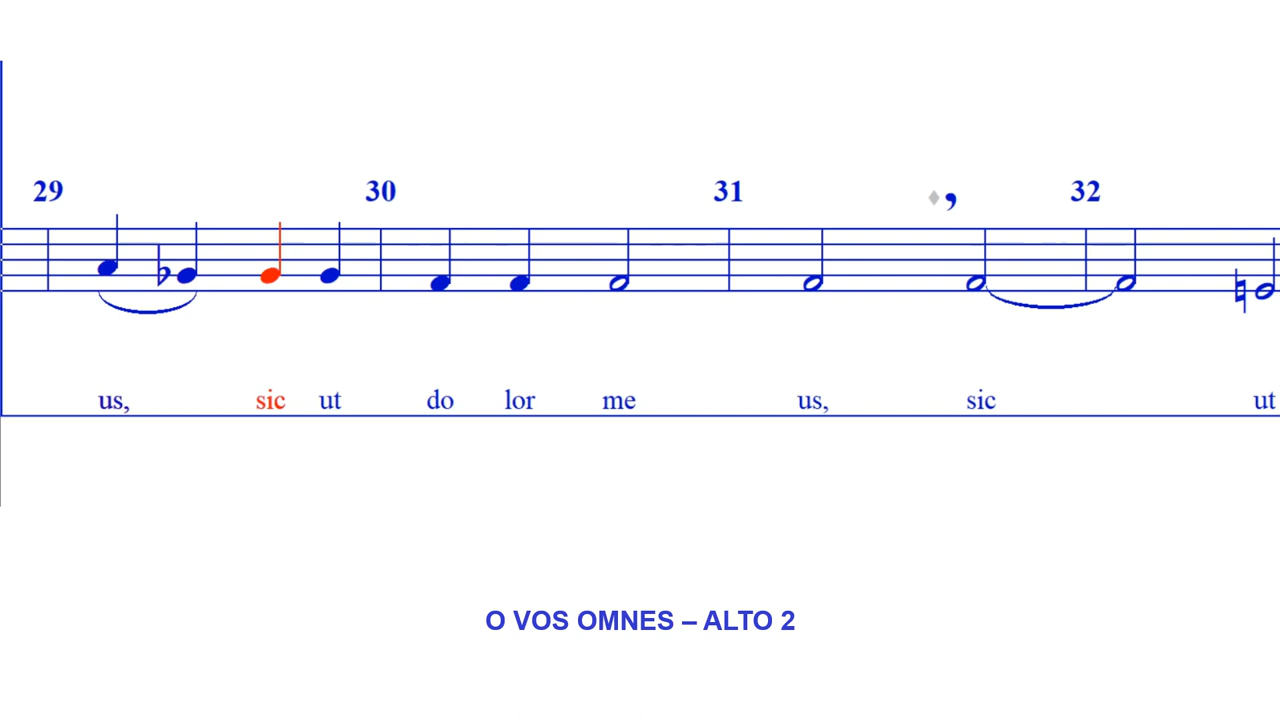 29 30 31 32
us, sic ut do lor me us, sic ut
O VOS OMNES – ALTO 2